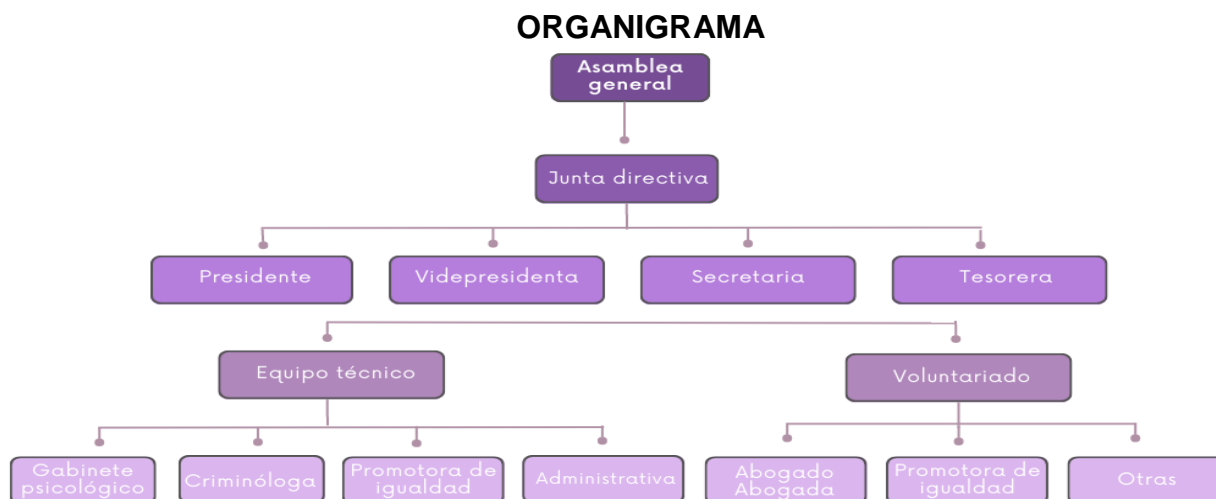 ORGANIGRAMA
Asamblea
general
Junta directiva
Presidente
Videpresidenta
Secretaria
Tesorera
Equipo técnico
Voluntariado
Gabinete
psicológico
Criminóloga
Promotora de
igualdad
Administrativa
Abogado
Abogada
Promotora de
igualdad
Otras